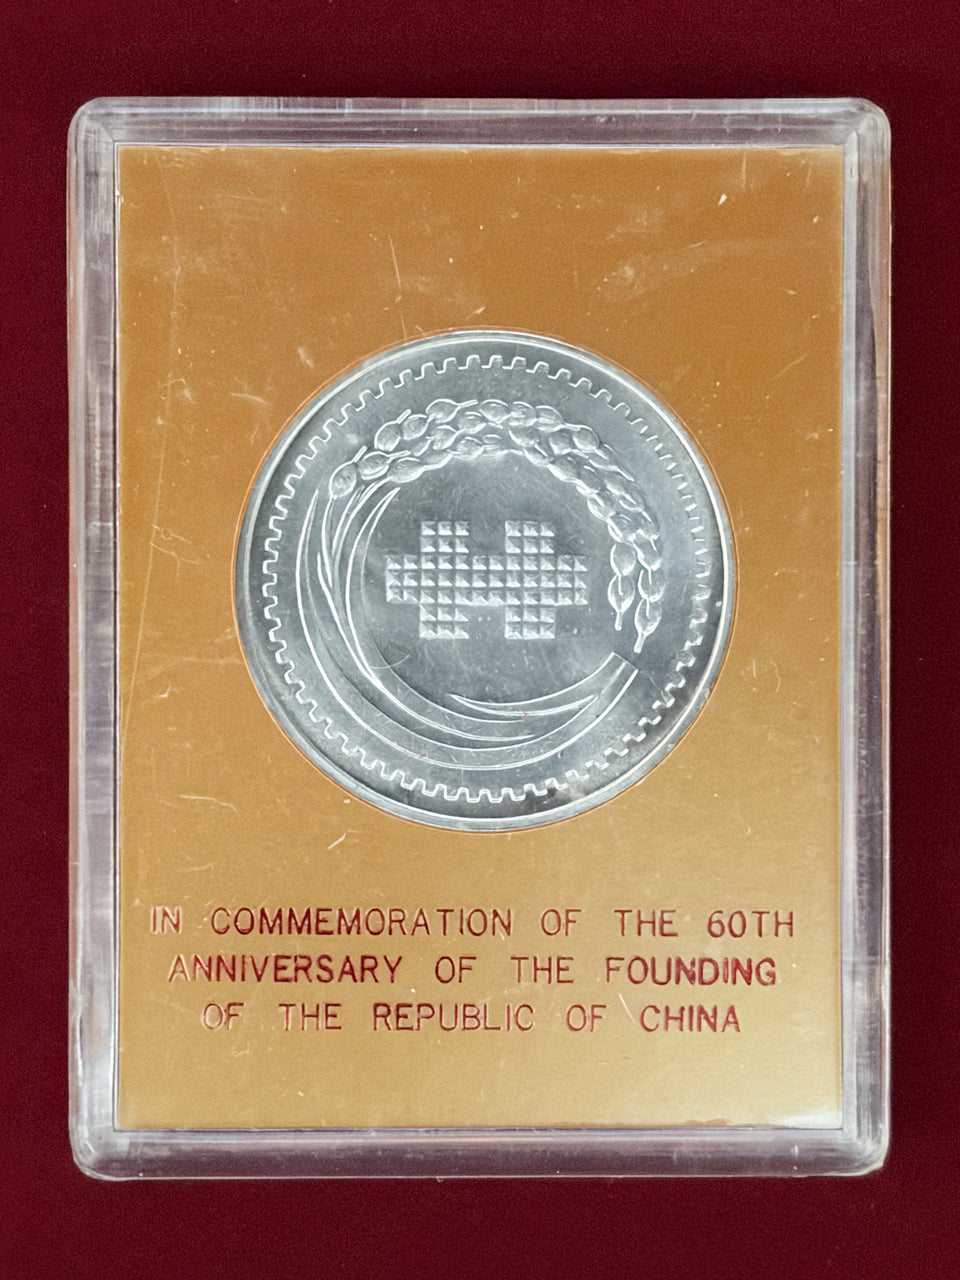 IN COMMEMORATION OF THE 60TH
ANNIVERSARY OF THE FOUNDING
OF THE REPUBLIC OF CHINA